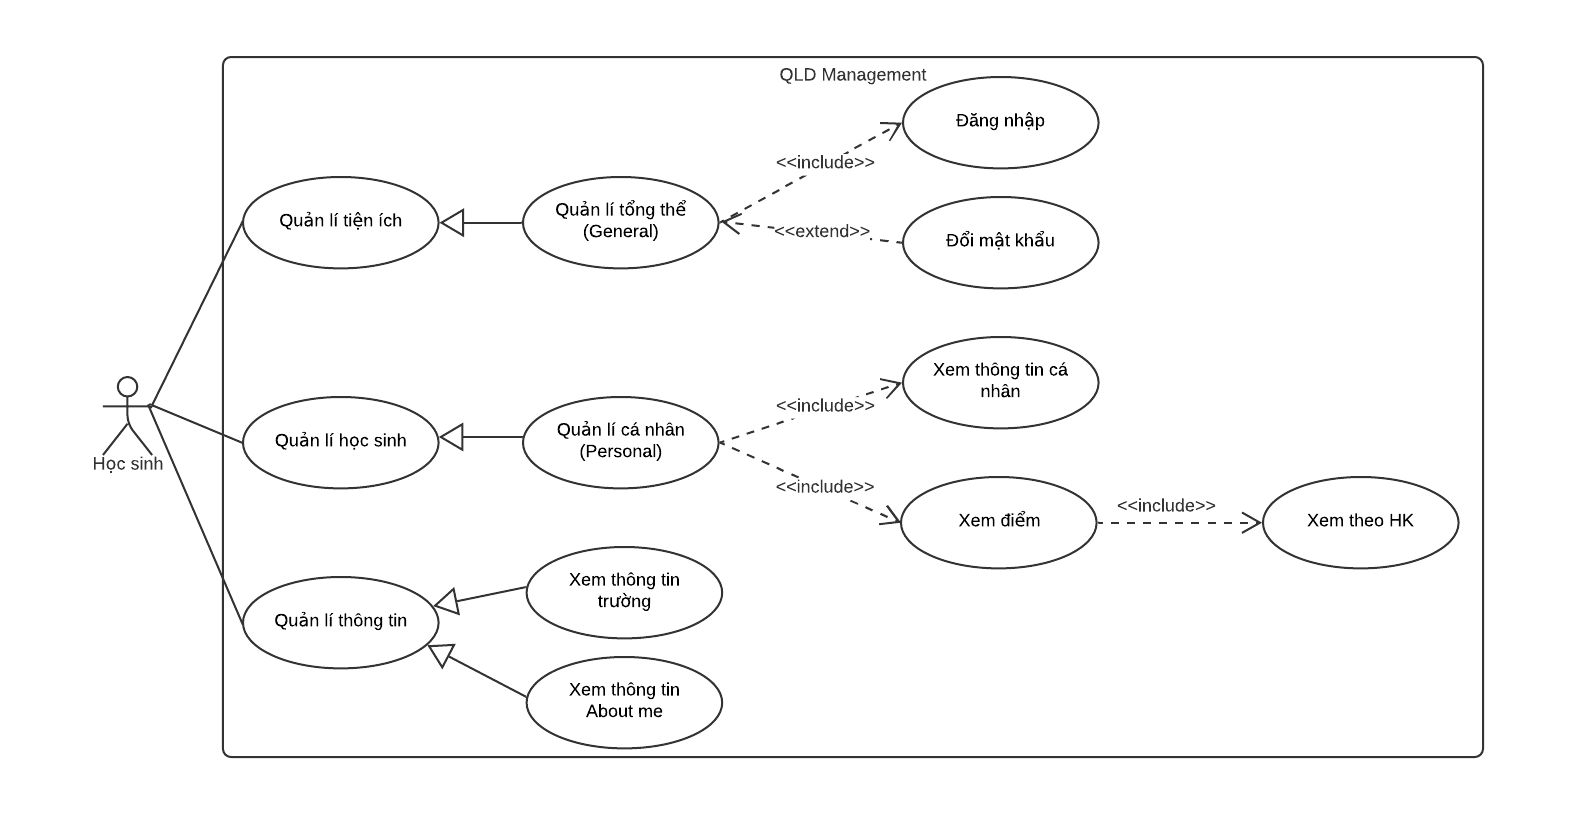 QLD Management
Đăng nhập
<<include>>
Quản lí tiện ích
Quản lí tổng thể
(General)
<<extend>>
Đổi mật khẩu
Xem thông tin cá
nhân
<<include>>
Học sinh
Quản lí học sinh
Quản lí cá nhân
(Personal)
<<include>>
Xem điểm
<<include>>
Xem theo HK
Quản lí thông tin
Xem thông tin
trường
Xem thông tin
About me